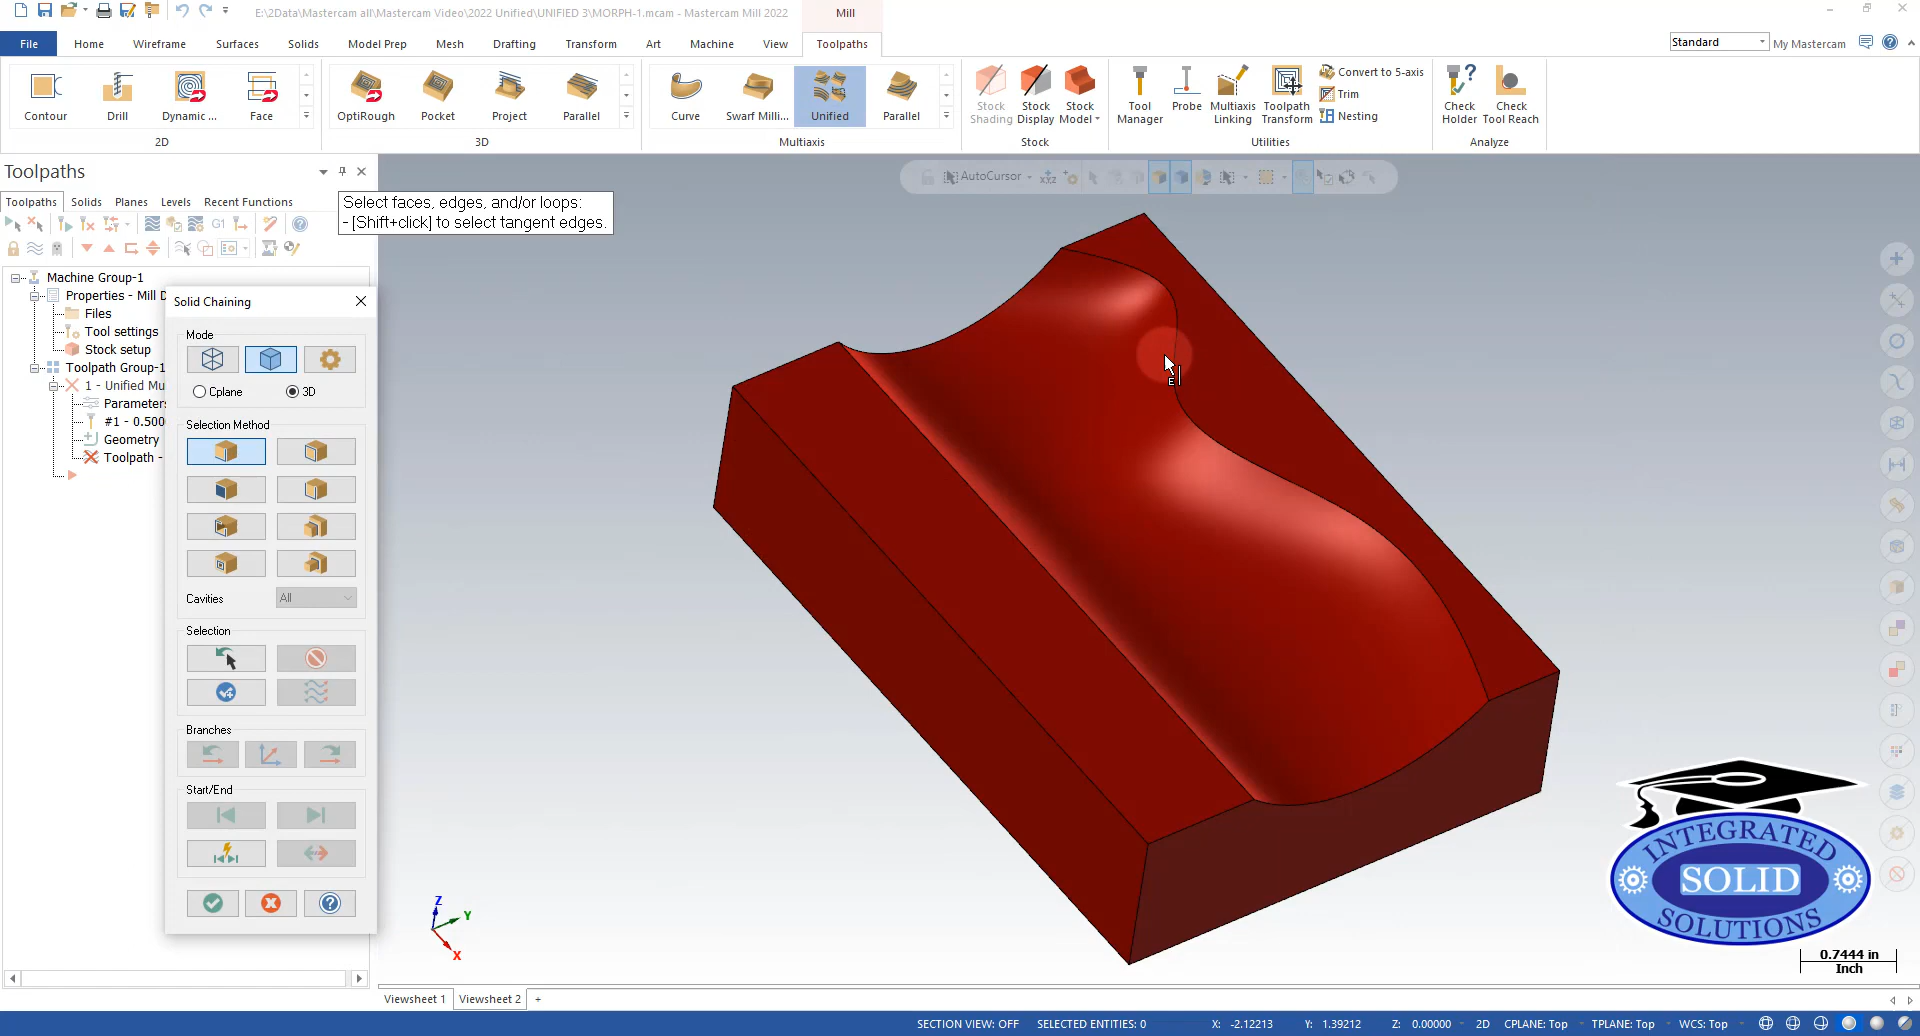 E:\2Data\Mastercam all\Mastercam Video\2022 Unified\UNIFIED 3\MORPH-1.mcam - Mastercam Mill 2022
Mill
File
Home
Wireframe
Surfaces
Solids
Model Prep
Mesh
Drafting
Transform
Art
Machine
View
Toolpaths
Standard
My Mastercam
Contour
Drill
Dynamic ...
Face
2D
OptiRough
Pocket
Project
Parallel
3D
Curve
Swarf Milli...
Unified
Parallel
Multiaxis
Stock
Shading
Stock
Display
Stock
Model
Stock
Tool
Manager
Probe
Multiaxis
Linking
Toolpath
Transform
Convert to 5-axis
Trim
Nesting
Utilities
Check
Holder
Check
Tool Reach
Analyze
Toolpaths
Toolpaths
Solids
Planes
Levels
Recent Functions
G1
Select faces, edges, and/or loops:
- [Shift+click] to select tangent edges.
AutoCursor
XYZ
Machine Group-1
Properties - Mill D
Files
Tool settings
Stock setup
Toolpath Group-1
1 - Unified Mu
Parameter
#1 - 0.500
Geometry
Toolpath -
Solid Chaining
Mode
Cplane
3D
Selection Method
Cavities
All
Selection
Branches
Start/End
E
Z
Y
X
INTEGRATED
SOLID
SOLUTIONS
0.7444 in
Inch
Viewsheet 1
Viewsheet 2
+
SECTION VIEW: OFF
SELECTED ENTITIES: 0
X: -2.12213
Y: 1.39212
Z: 0.00000
2D
CPLANE: Top
TPLANE: Top
WCS: Top